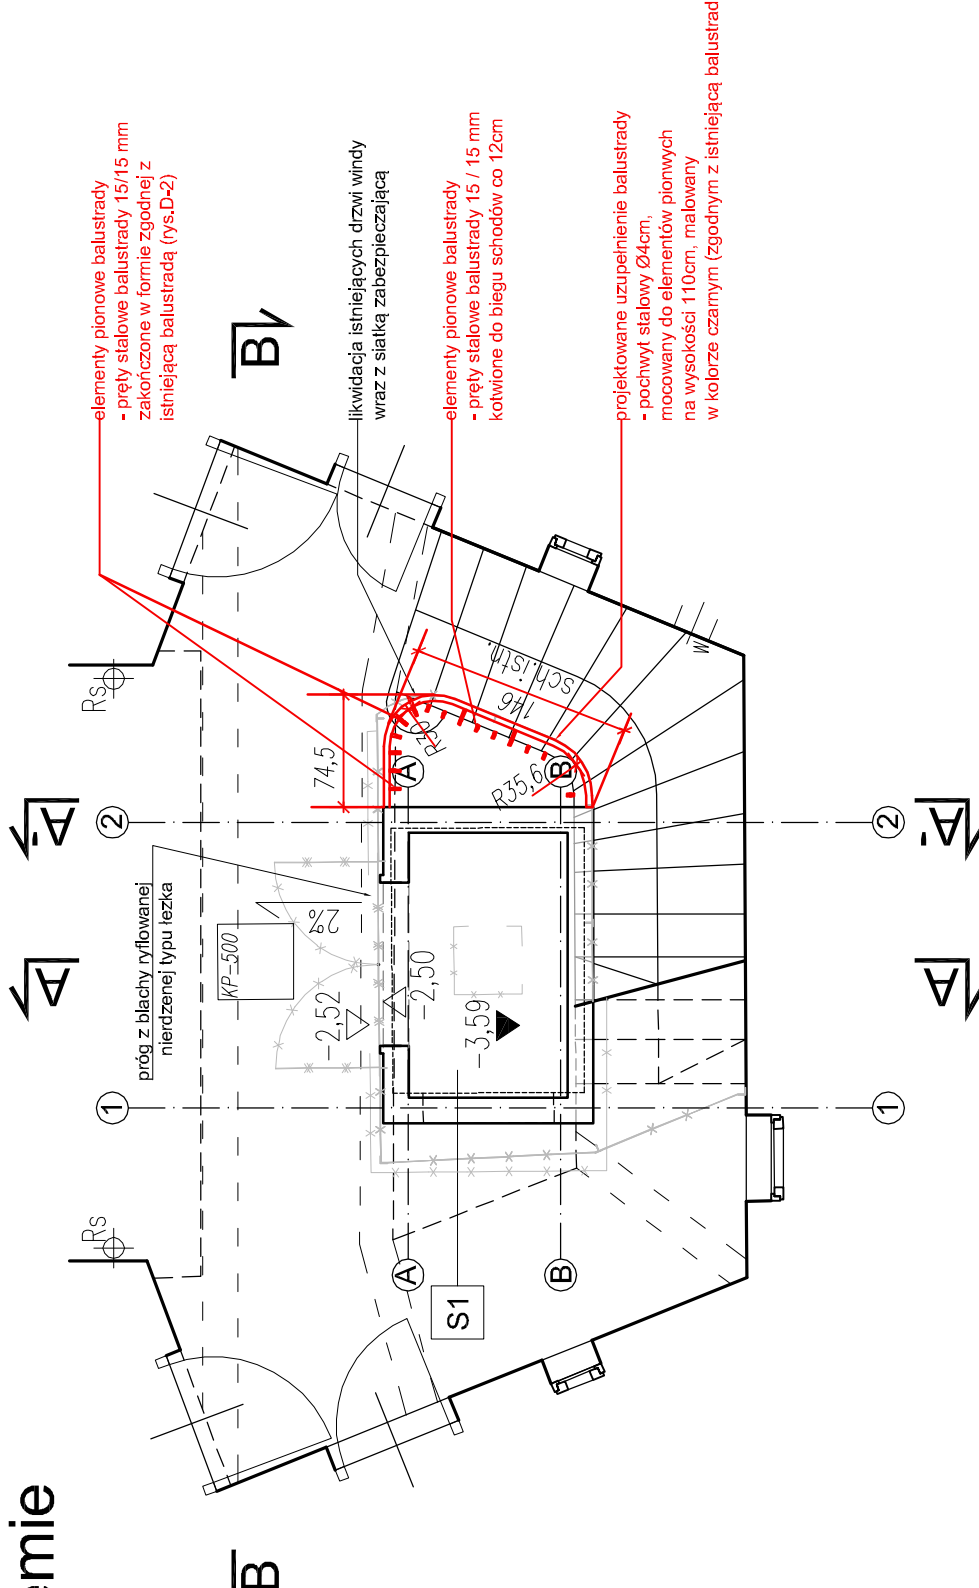 elementy pionowe balustrady
- pręty stalowe balustrady 15/15 mm
zakończone w formie zgodnej z
istniejącą balustradą (rys.D-2)
likwidacja istniejących drzwi windy
wraz z siatką zabezpieczającą
elementy pionowe balustrady
- pręty stalowe balustrady 15 / 15 mm
kotwione do biegu schodów co 12cm
projektowane uzupełnienie balustrady
- pochwyt stalowy Ø4cm,
mocowany do elementów pionwych
na wysokości 110cm, malowany
w kolorze czarnym (zgodnym z istniejącą balustrad
B
B
Rs
Rs
A'
A'
A
A
2
2
1
1
próg z blachy ryflowanej
nierdzenej typu łezka
KP=500
2%
-2,52
-2,50
-3,59
74,5
R30
R35,6
146
sch.istn.
W
A
B
A
B
S1
emie